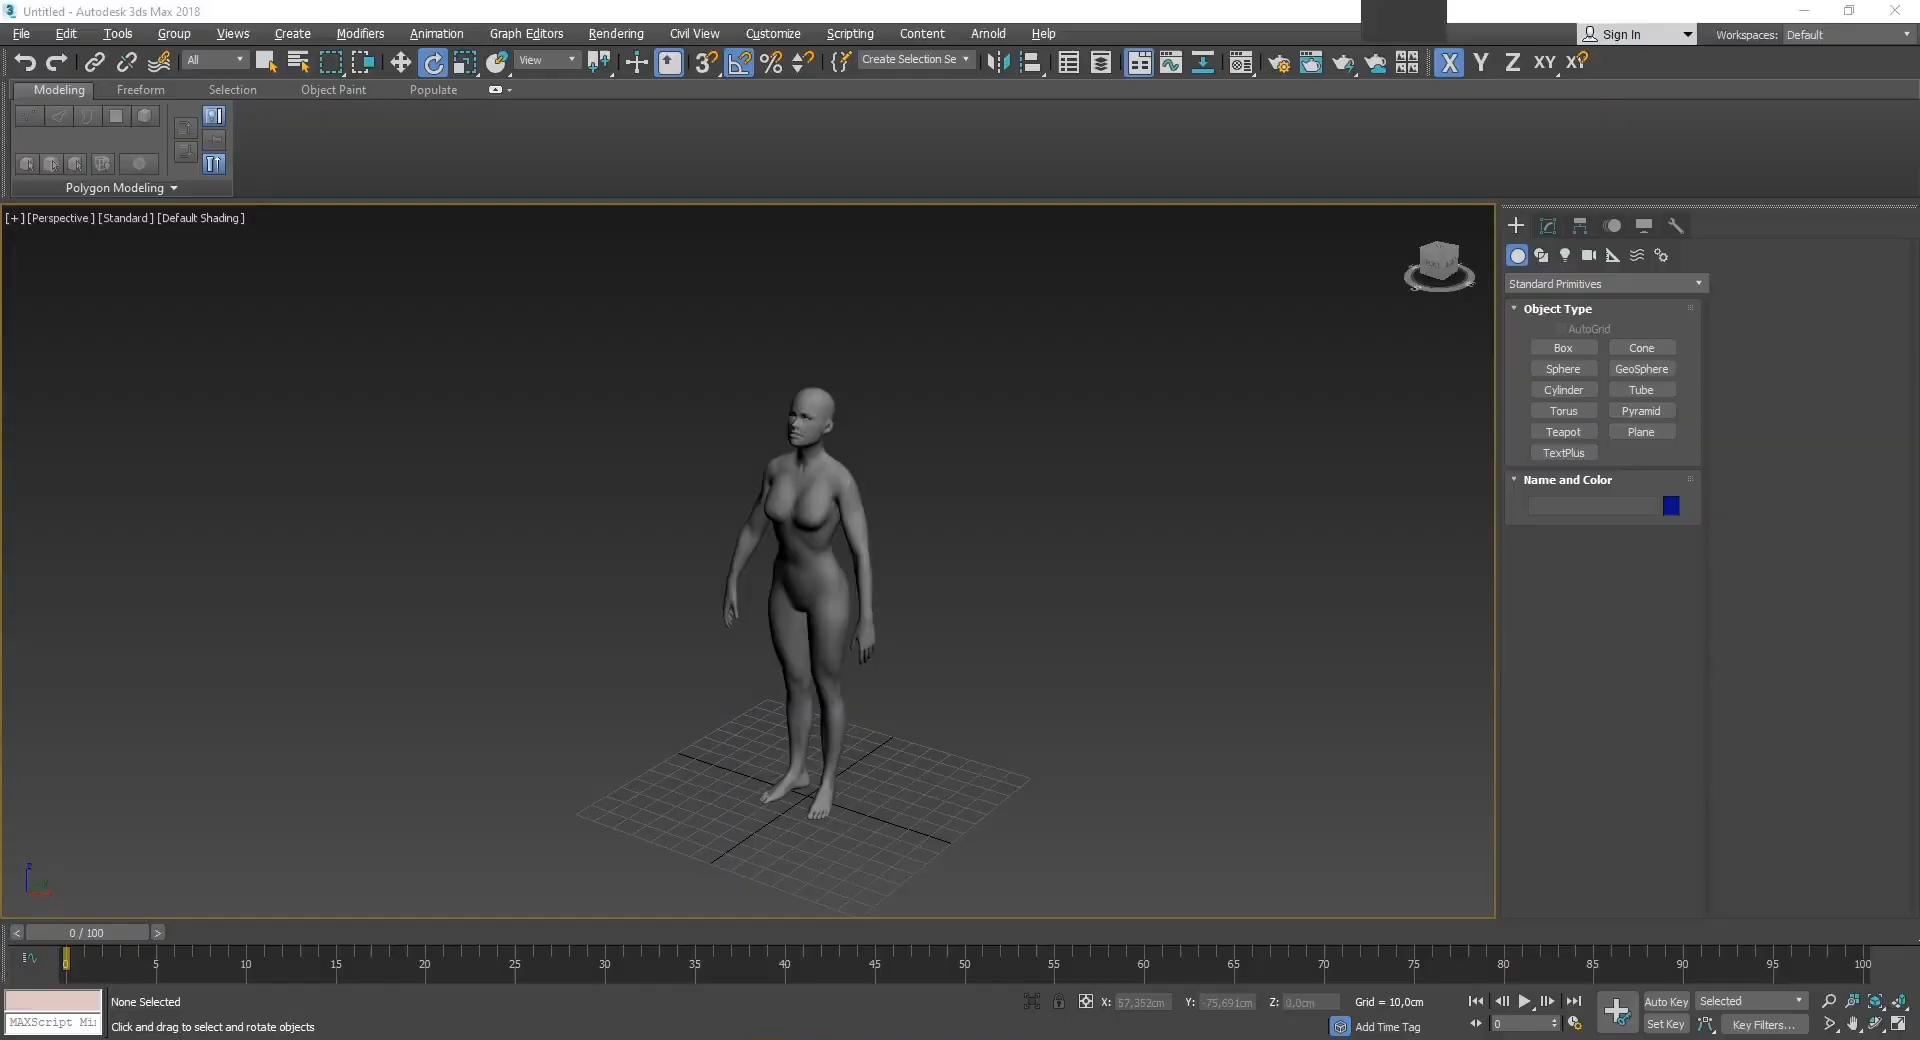 Untitled - Autodesk 3ds Max 2018
File Edit Tools Group Views Create Modifiers Animation Graph Editors Rendering Civil View Customize Scripting Content Arnold Help
Sign In
Workspaces: Default
All
View
Create Selection Se
X Y Z XY
Modeling Freeform Selection Object Paint Populate
Polygon Modeling
[+] [Perspective] [Standard] [Default Shading]
Standard Primitives
Object Type
AutoGrid
Box Cone
Sphere GeoSphere
Cylinder Tube
Torus Pyramid
Teapot Plane
TextPlus
Name and Color
0 / 100
0 5 10 15 20 25 30 35 40 45 50 55 60 65 70 75 80 85 90 95 100
None Selected
X: 57,352cm Y: -75,691cm Z: 0,0cm Grid = 10,0cm
Auto Key Selected
MAXScript Mi
Click and drag to select and rotate objects
Add Time Tag
0
Set Key Key Filters...